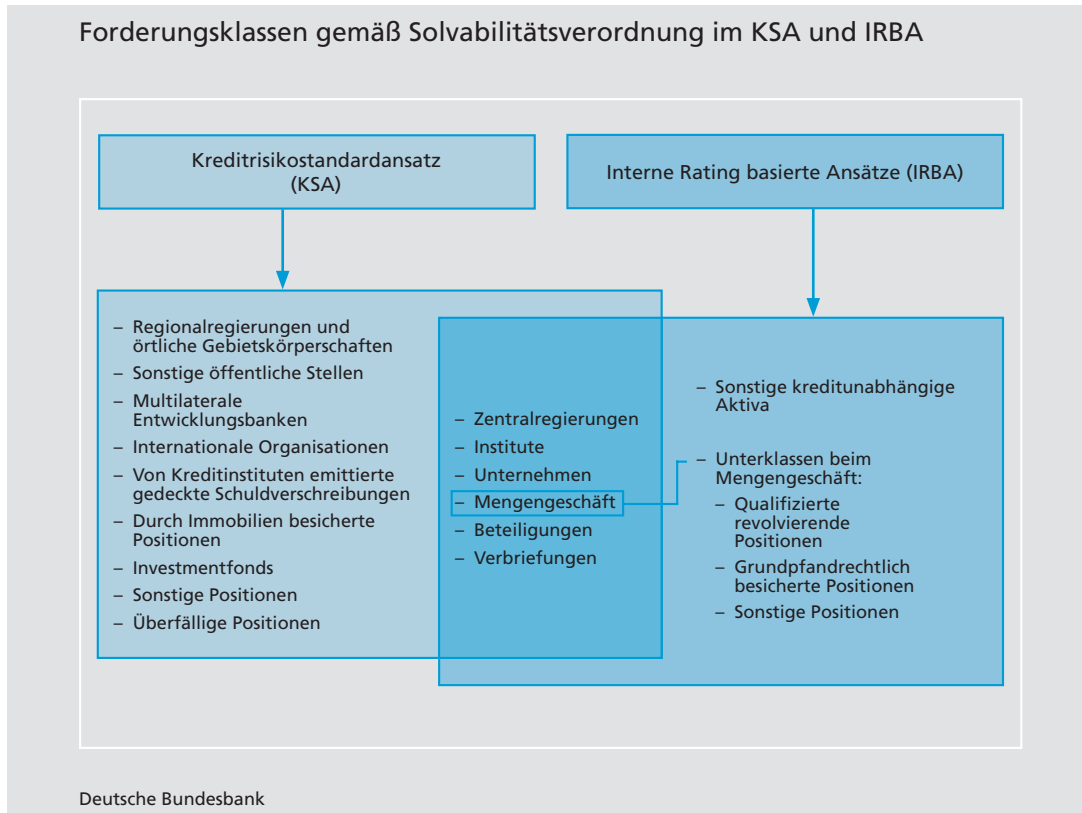 Forderungsklassen gemäß Solvabilitätsverordnung im KSA und IRBA
Kreditrisikostandardansatz
(KSA)
Interne Rating basierte Ansätze (IRBA)
– Regionalregierungen und
örtliche Gebietskörperschaften
– Sonstige öffentliche Stellen
– Multilaterale
Entwicklungsbanken
– Internationale Organisationen
– Von Kreditinstituten emittierte
gedeckte Schuldverschreibungen
– Durch Immobilien besicherte
Positionen
– Investmentfonds
– Sonstige Positionen
– Überfällige Positionen
– Zentralregierungen
– Institute
– Unternehmen
– Mengengeschäft
– Beteiligungen
– Verbriefungen
– Sonstige kreditunabhängige
Aktiva
– Unterklassen beim
Mengengeschäft:
– Qualifizierte
revolvierende
Positionen
– Grundpfandrechtlich
besicherte Positionen
– Sonstige Positionen
Deutsche Bundesbank